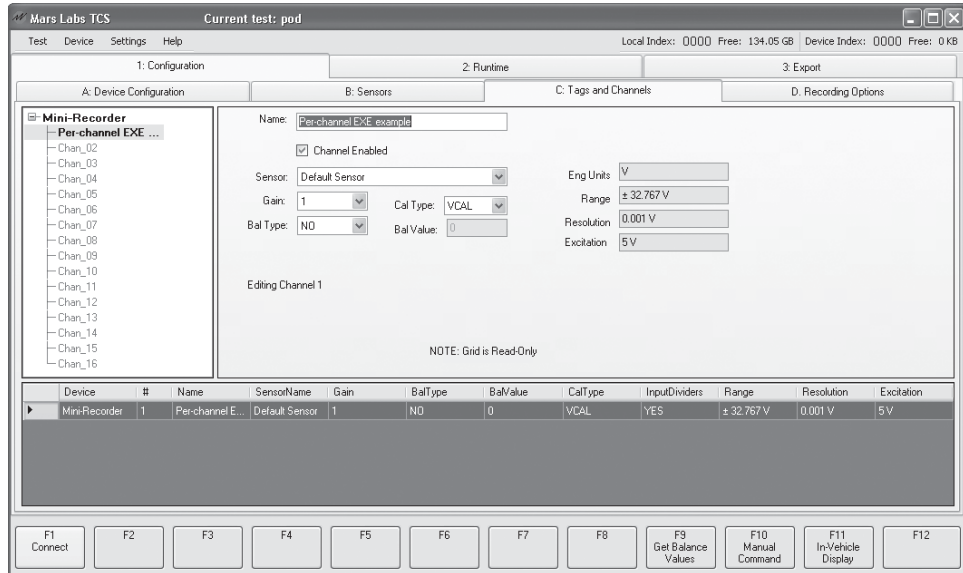 Mars Labs TCS Current test: pod
Test Device Settings Help Local Index: 0000 Free: 134.05 GB Device Index: 0000 Free: 0 KB
1: Configuration 2: Runtime 3: Export
A: Device Configuration B: Sensors C: Tags and Channels D. Recording Options
Mini-Recorder
Per-channel EXE ...
Chan_02
Chan_03
Chan_04
Chan_05
Chan_06
Chan_07
Chan_08
Chan_09
Chan_10
Chan_11
Chan_12
Chan_13
Chan_14
Chan_15
Chan_16
Name: Per-channel EXE example
Channel Enabled
Sensor: Default Sensor
Gain: 1 Cal Type: VCAL
Bal Type: NO Bal Value: 0
Eng Units V
Range ± 32.767 V
Resolution 0.001 V
Excitation 5 V
Editing Channel 1
NOTE: Grid is Read-Only
Device # Name SensorName Gain BalType BalValue CalType InputDividers Range Resolution Excitation
Mini-Recorder 1 Per-channel E... Default Sensor 1 NO 0 VCAL YES ± 32.767 V 0.001 V 5 V
F1 F2 F3 F4 F5 F6 F7 F8 F9 F10 F11 F12
Connect Get Balance Manual In-Vehicle
Values Command Display